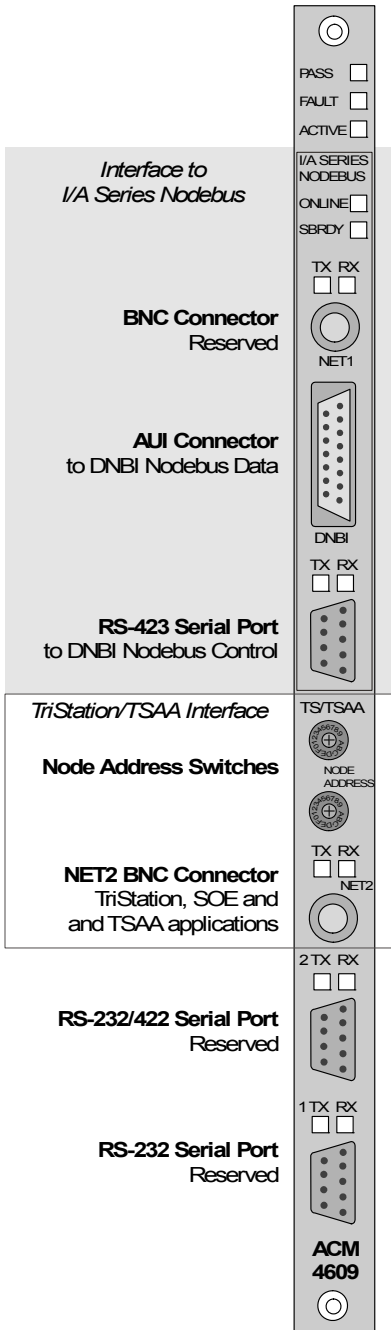 PASS
FAULT
ACTIVE
Interface to
I/A Series Nodebus
I/A SERIES
NODEBUS
ONLINE
SBRDY
TX RX
BNC Connector
Reserved
NET1
AUI Connector
to DNBI Nodebus Data
DNBI
TX RX
RS-423 Serial Port
to DNBI Nodebus Control
TriStation/TSAA Interface
TS/TSAA
Node Address Switches
NODE
ADDRESS
TX RX
NET2
NET2 BNC Connector
TriStation, SOE and
and TSAA applications
2 TX RX
RS-232/422 Serial Port
Reserved
1 TX RX
RS-232 Serial Port
Reserved
ACM
4609